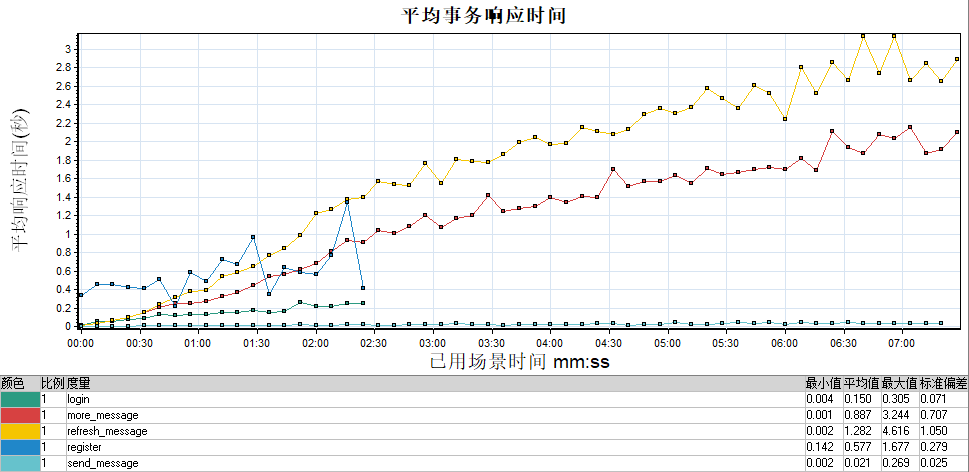 平均事务响应时间
平均响应时间(秒)
3
2.8
2.6
2.4
2.2
2
1.8
1.6
1.4
1.2
1
0.8
0.6
0.4
0.2
0
00:00 00:30 01:00 01:30 02:00 02:30 03:00 03:30 04:00 04:30 05:00 05:30 06:00 06:30 07:00
已用场景时间 mm:ss
颜色 比例 度量 最小值 平均值 最大值 标准偏差
1 login 0.004 0.150 0.305 0.071
1 more_message 0.001 0.887 3.244 0.707
1 refresh_message 0.002 1.282 4.616 1.050
1 register 0.142 0.577 1.677 0.279
1 send_message 0.002 0.021 0.269 0.025